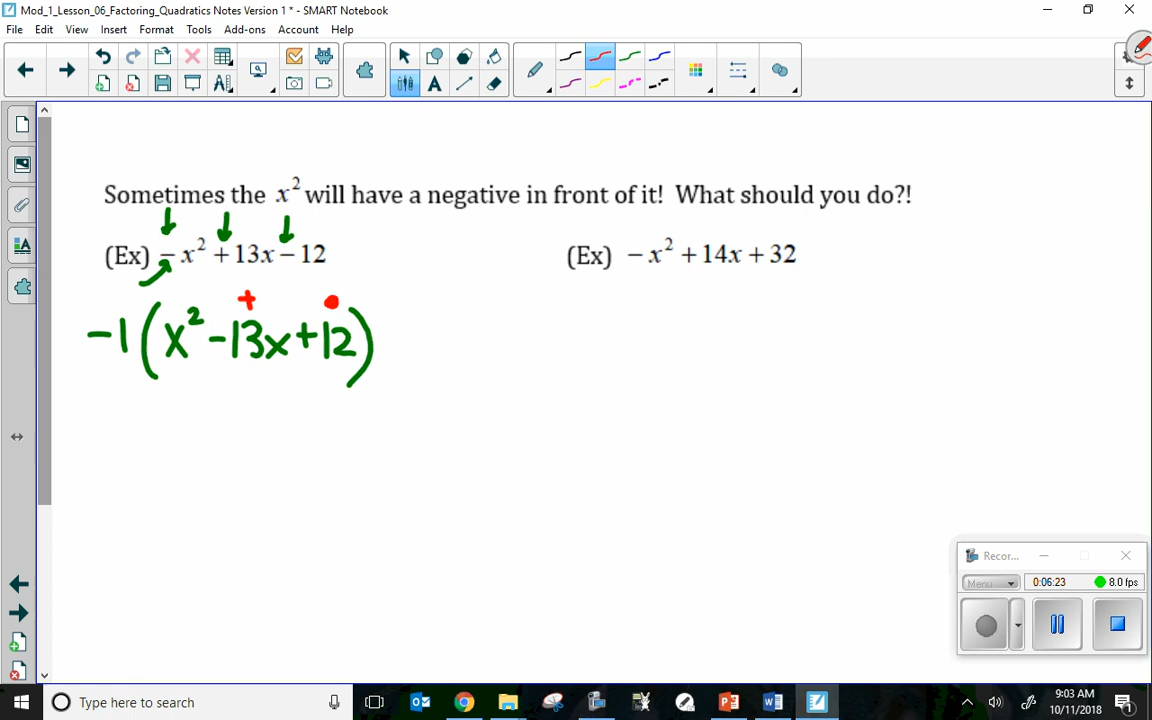 Mod_1_Lesson_06_Factoring_Quadratics Notes Version 1 * - SMART Notebook
File Edit View Insert Format Tools Add-ons Account Help
Sometimes the x² will have a negative in front of it! What should you do?!
(Ex) − x² + 13x − 12
(Ex) − x² + 14x + 32
+ •
-1(x² - 13x + 12)
Recor...
Menu 0:06:23 8.0 fps
Type here to search
9:03 AM
10/11/2018
1